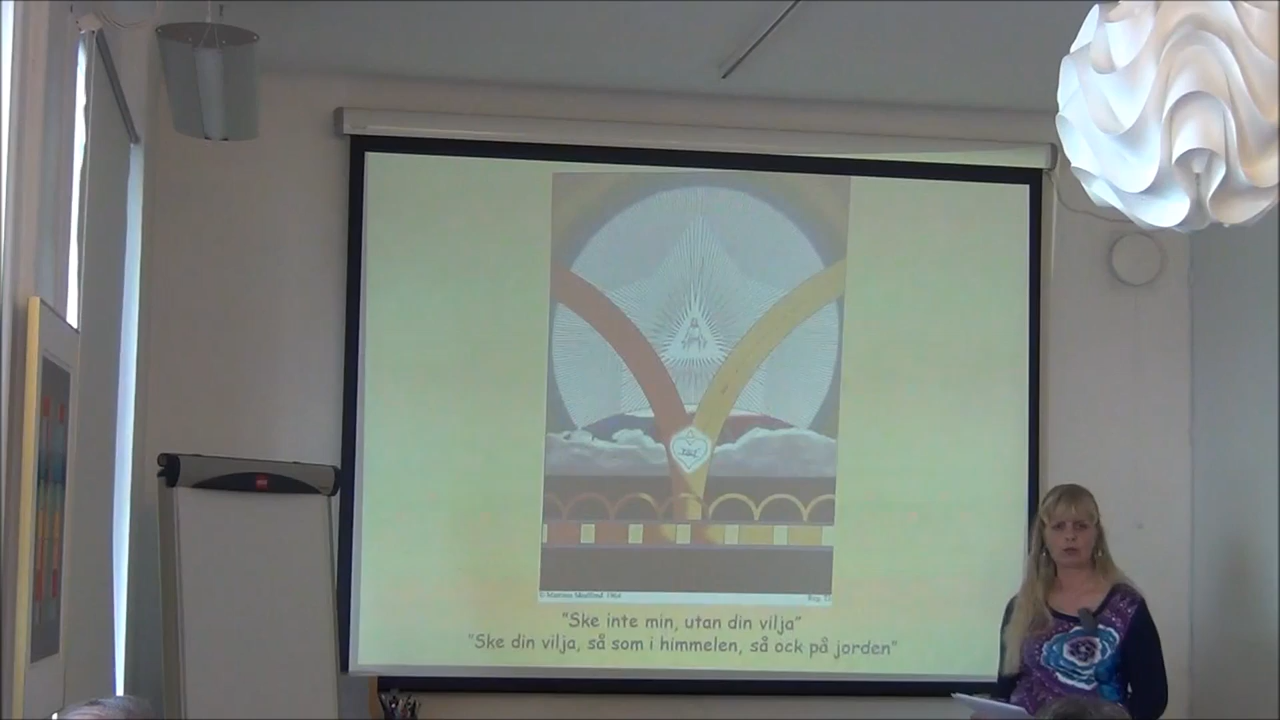 "Ske inte min, utan din vilja"
"Ske din vilja, så som i himmelen, så ock på jorden"